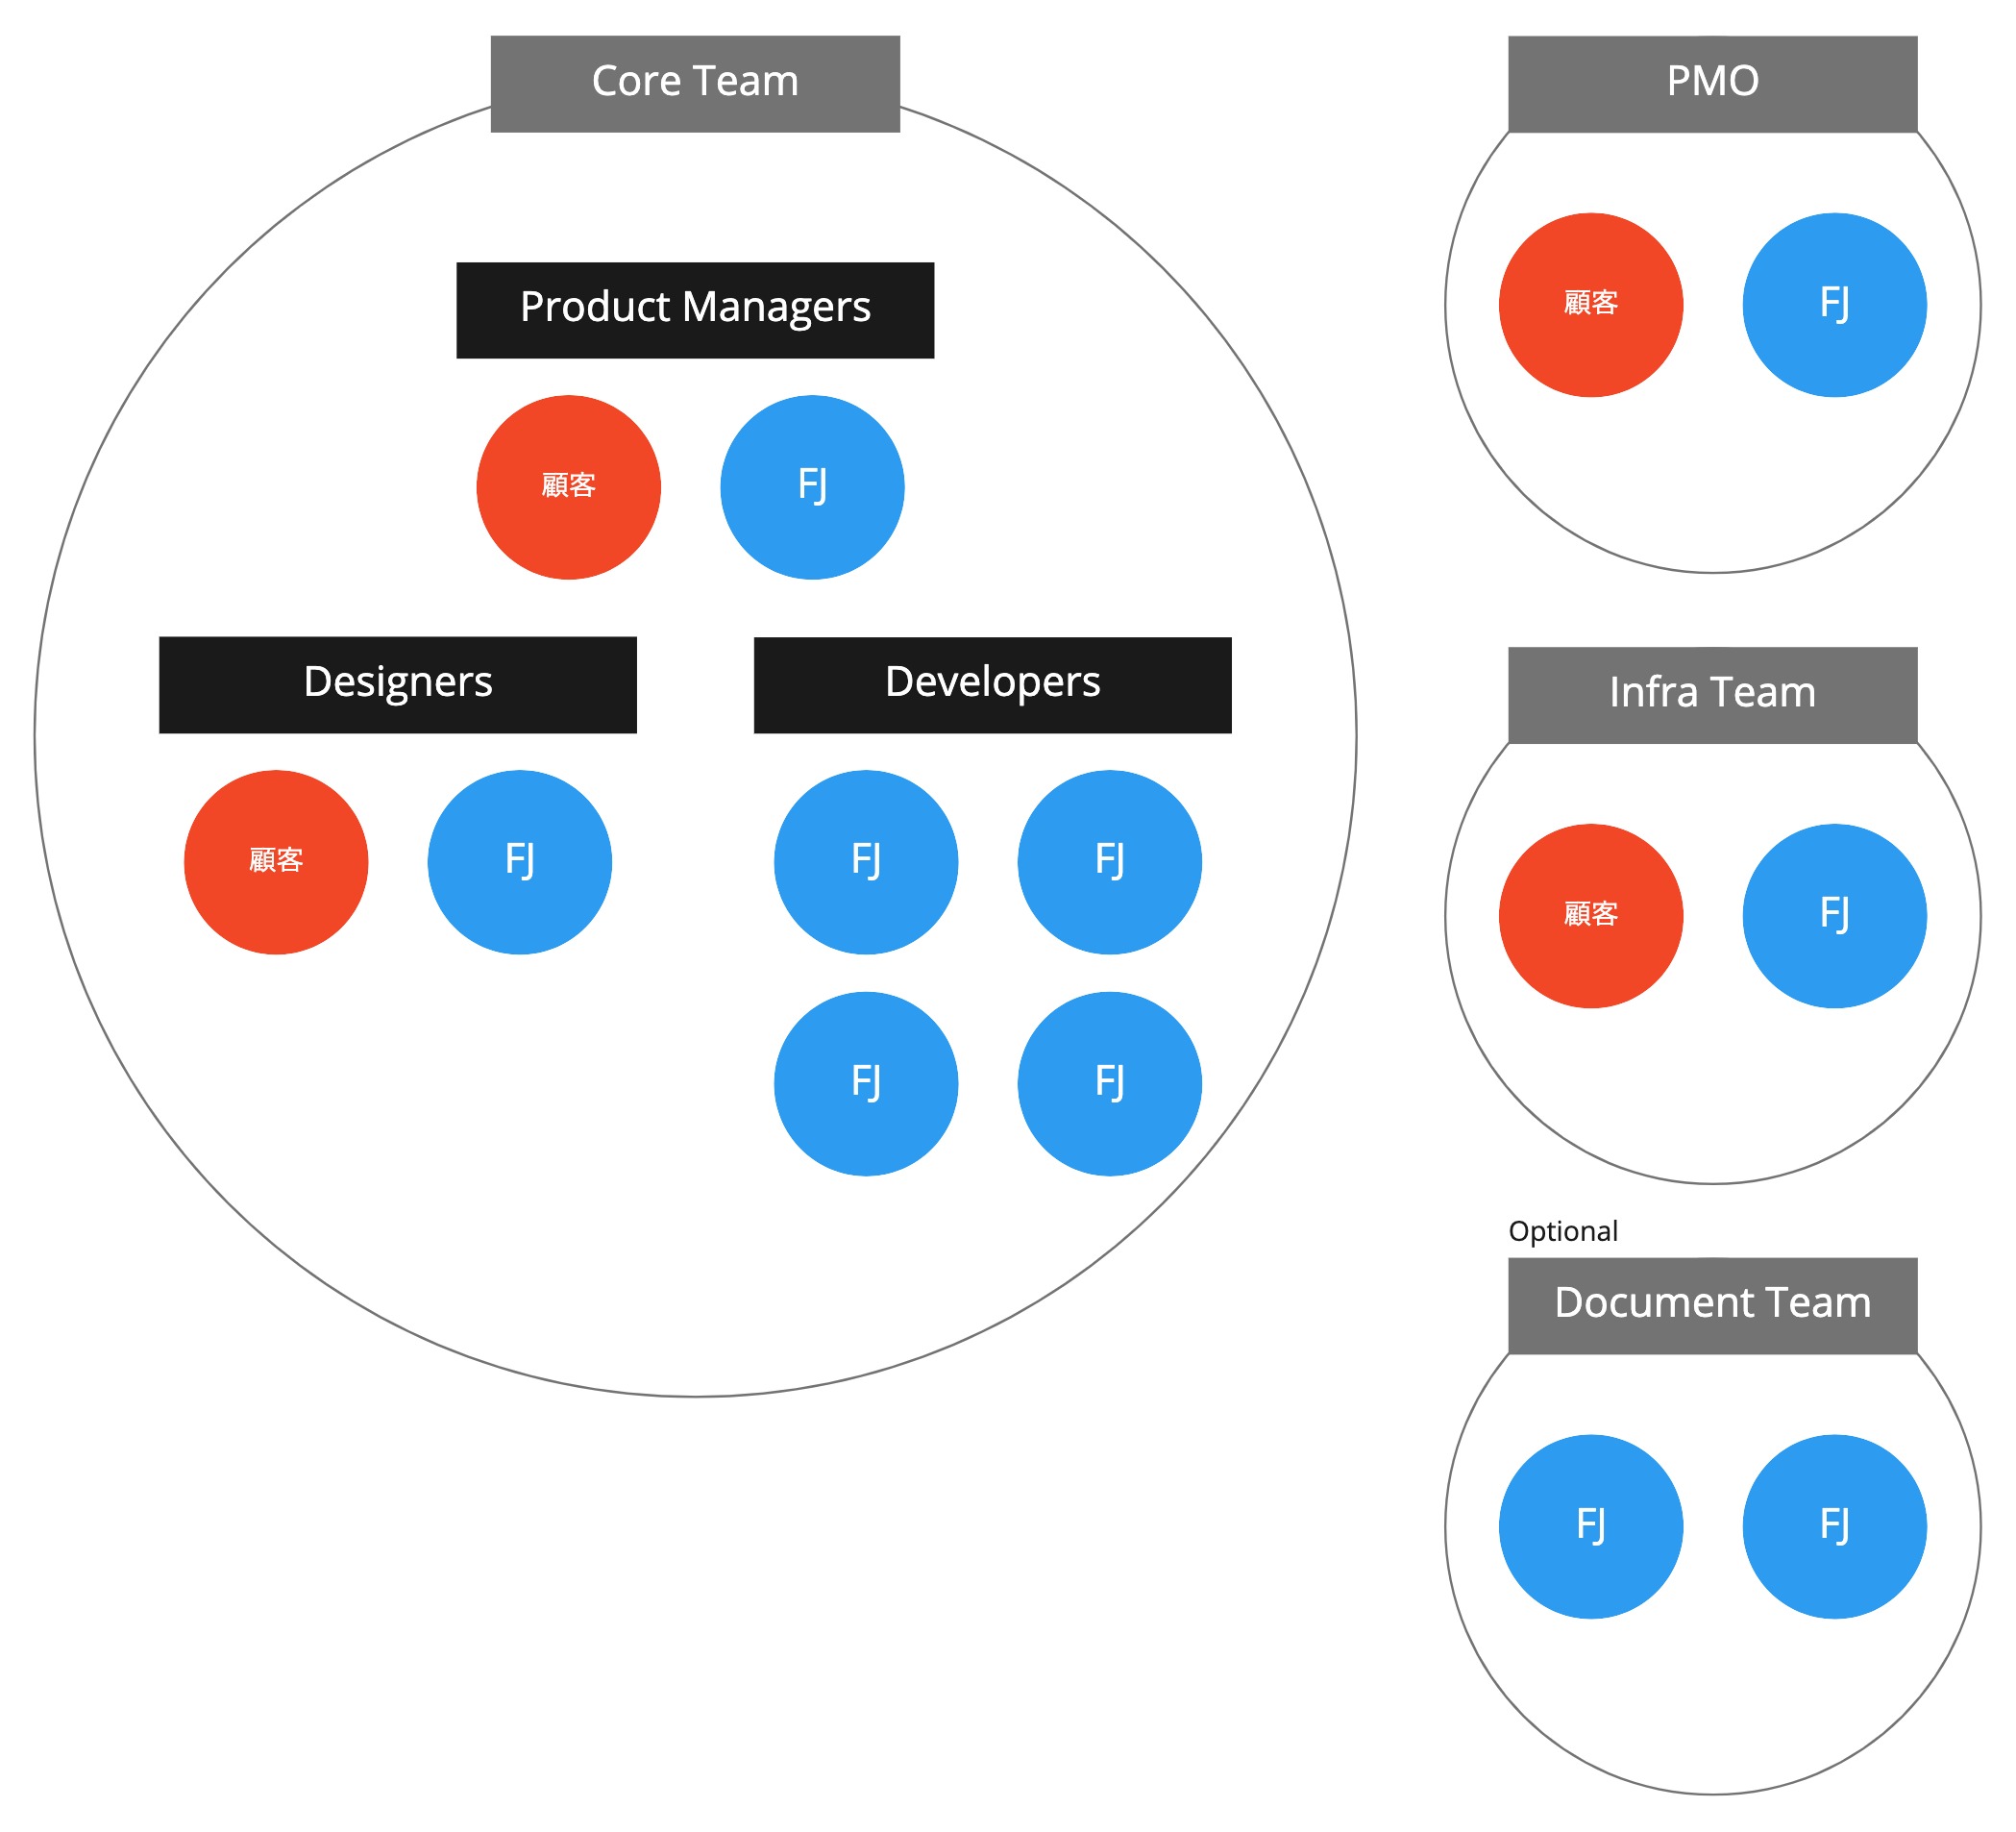 Core Team
Product Managers
顧客 FJ
Designers
顧客 FJ
Developers
FJ FJ
FJ FJ
PMO
顧客 FJ
Infra Team
顧客 FJ
Optional
Document Team
FJ FJ